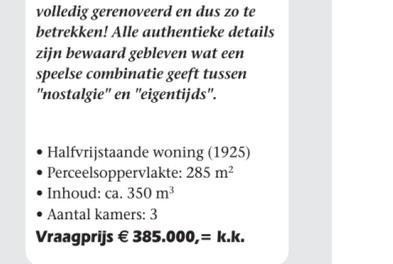 volledig gerenoveerd en dus zo te
betrekken! Alle authentieke details
zijn bewaard gebleven wat een
speelse combinatie geeft tussen
"nostalgie" en "eigentijds".
• Halfvrijstaande woning (1925)
• Perceelsoppervlakte: 285 m²
• Inhoud: ca. 350 m³
• Aantal kamers: 3
Vraagprijs € 385.000,= k.k.